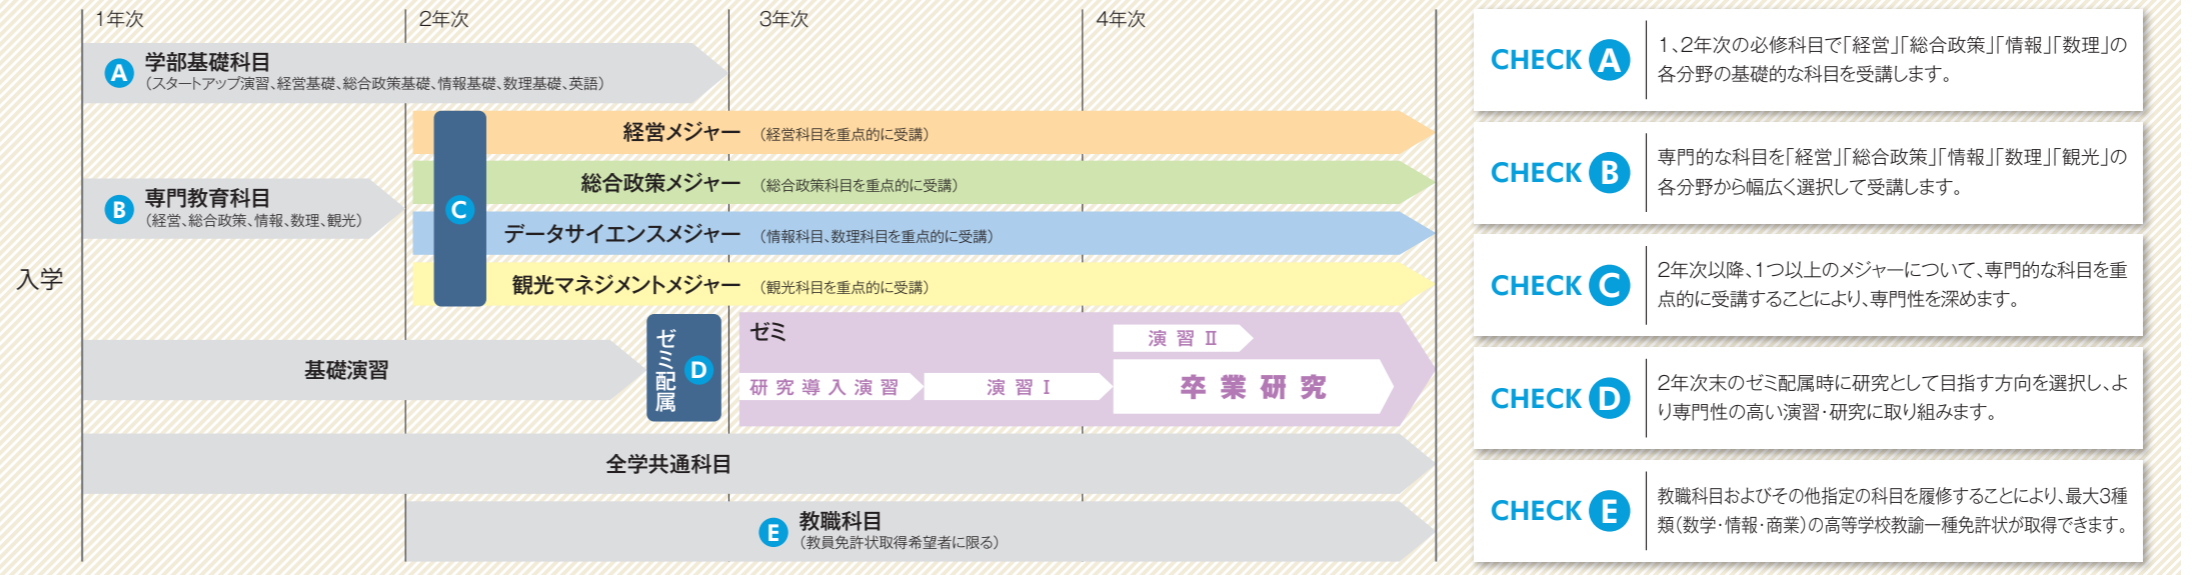 1年次
2年次
3年次
4年次
入学
A 学部基礎科目
（スタートアップ演習、経営基礎、総合政策基礎、情報基礎、数理基礎、英語）
B 専門教育科目
（経営、総合政策、情報、数理、観光）
C
経営メジャー （経営科目を重点的に受講）
総合政策メジャー （総合政策科目を重点的に受講）
データサイエンスメジャー （情報科目、数理科目を重点的に受講）
観光マネジメントメジャー （観光科目を重点的に受講）
基礎演習
ゼミ配属 D
ゼミ
研究導入演習
演習Ⅰ
演習Ⅱ
卒業研究
全学共通科目
E 教職科目
（教員免許状取得希望者に限る）
CHECK A
1、2年次の必修科目で「経営」「総合政策」「情報」「数理」の
各分野の基礎的な科目を受講します。
CHECK B
専門的な科目を「経営」「総合政策」「情報」「数理」「観光」の
各分野から幅広く選択して受講します。
CHECK C
2年次以降、1つ以上のメジャーについて、専門的な科目を重
点的に受講することにより、専門性を深めます。
CHECK D
2年次末のゼミ配属時に研究として目指す方向を選択し、よ
り専門性の高い演習・研究に取り組みます。
CHECK E
教職科目およびその他指定の科目を履修することにより、最大3種
類（数学・情報・商業）の高等学校教諭一種免許状が取得できます。